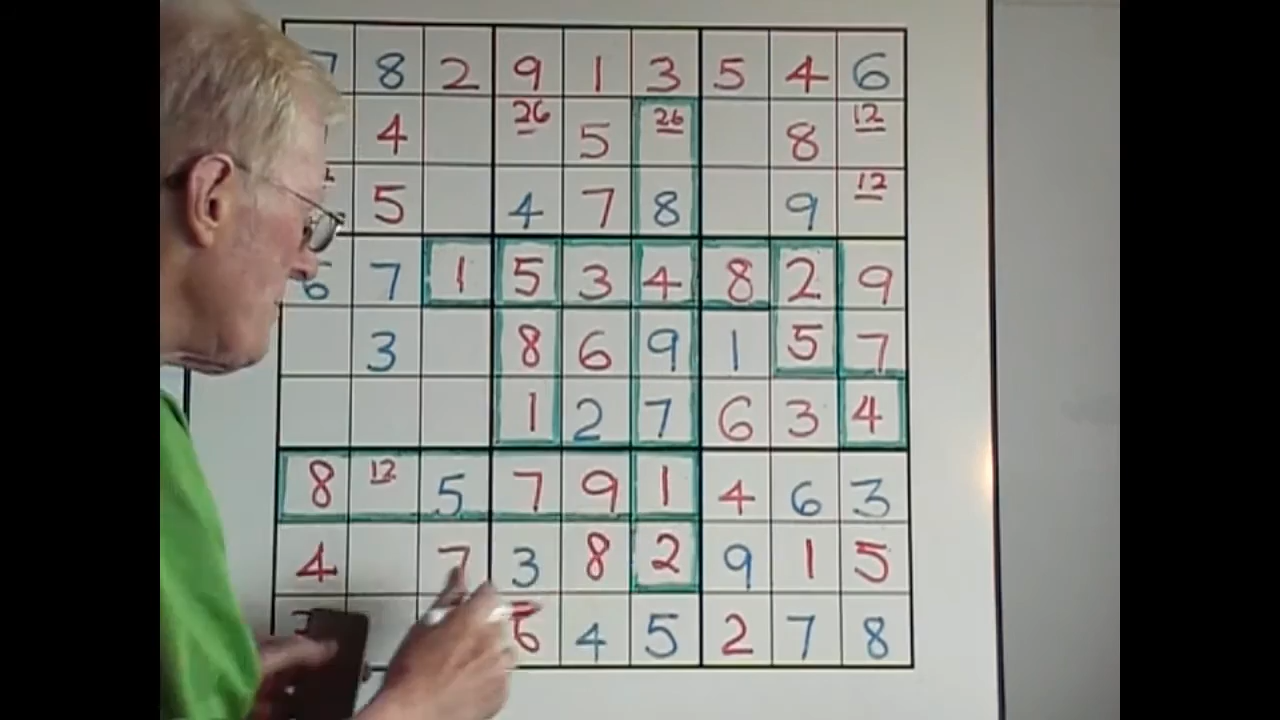 7 8 2 9 1 3 5 4 6
4 26 5 26 8 12
5 4 7 8 9 12
6 7 1 5 3 4 8 2 9
3 8 6 9 1 5 7
1 2 7 6 3 4
8 12 5 7 9 1 4 6 3
4 7 3 8 2 9 1 5
6 4 5 2 7 8